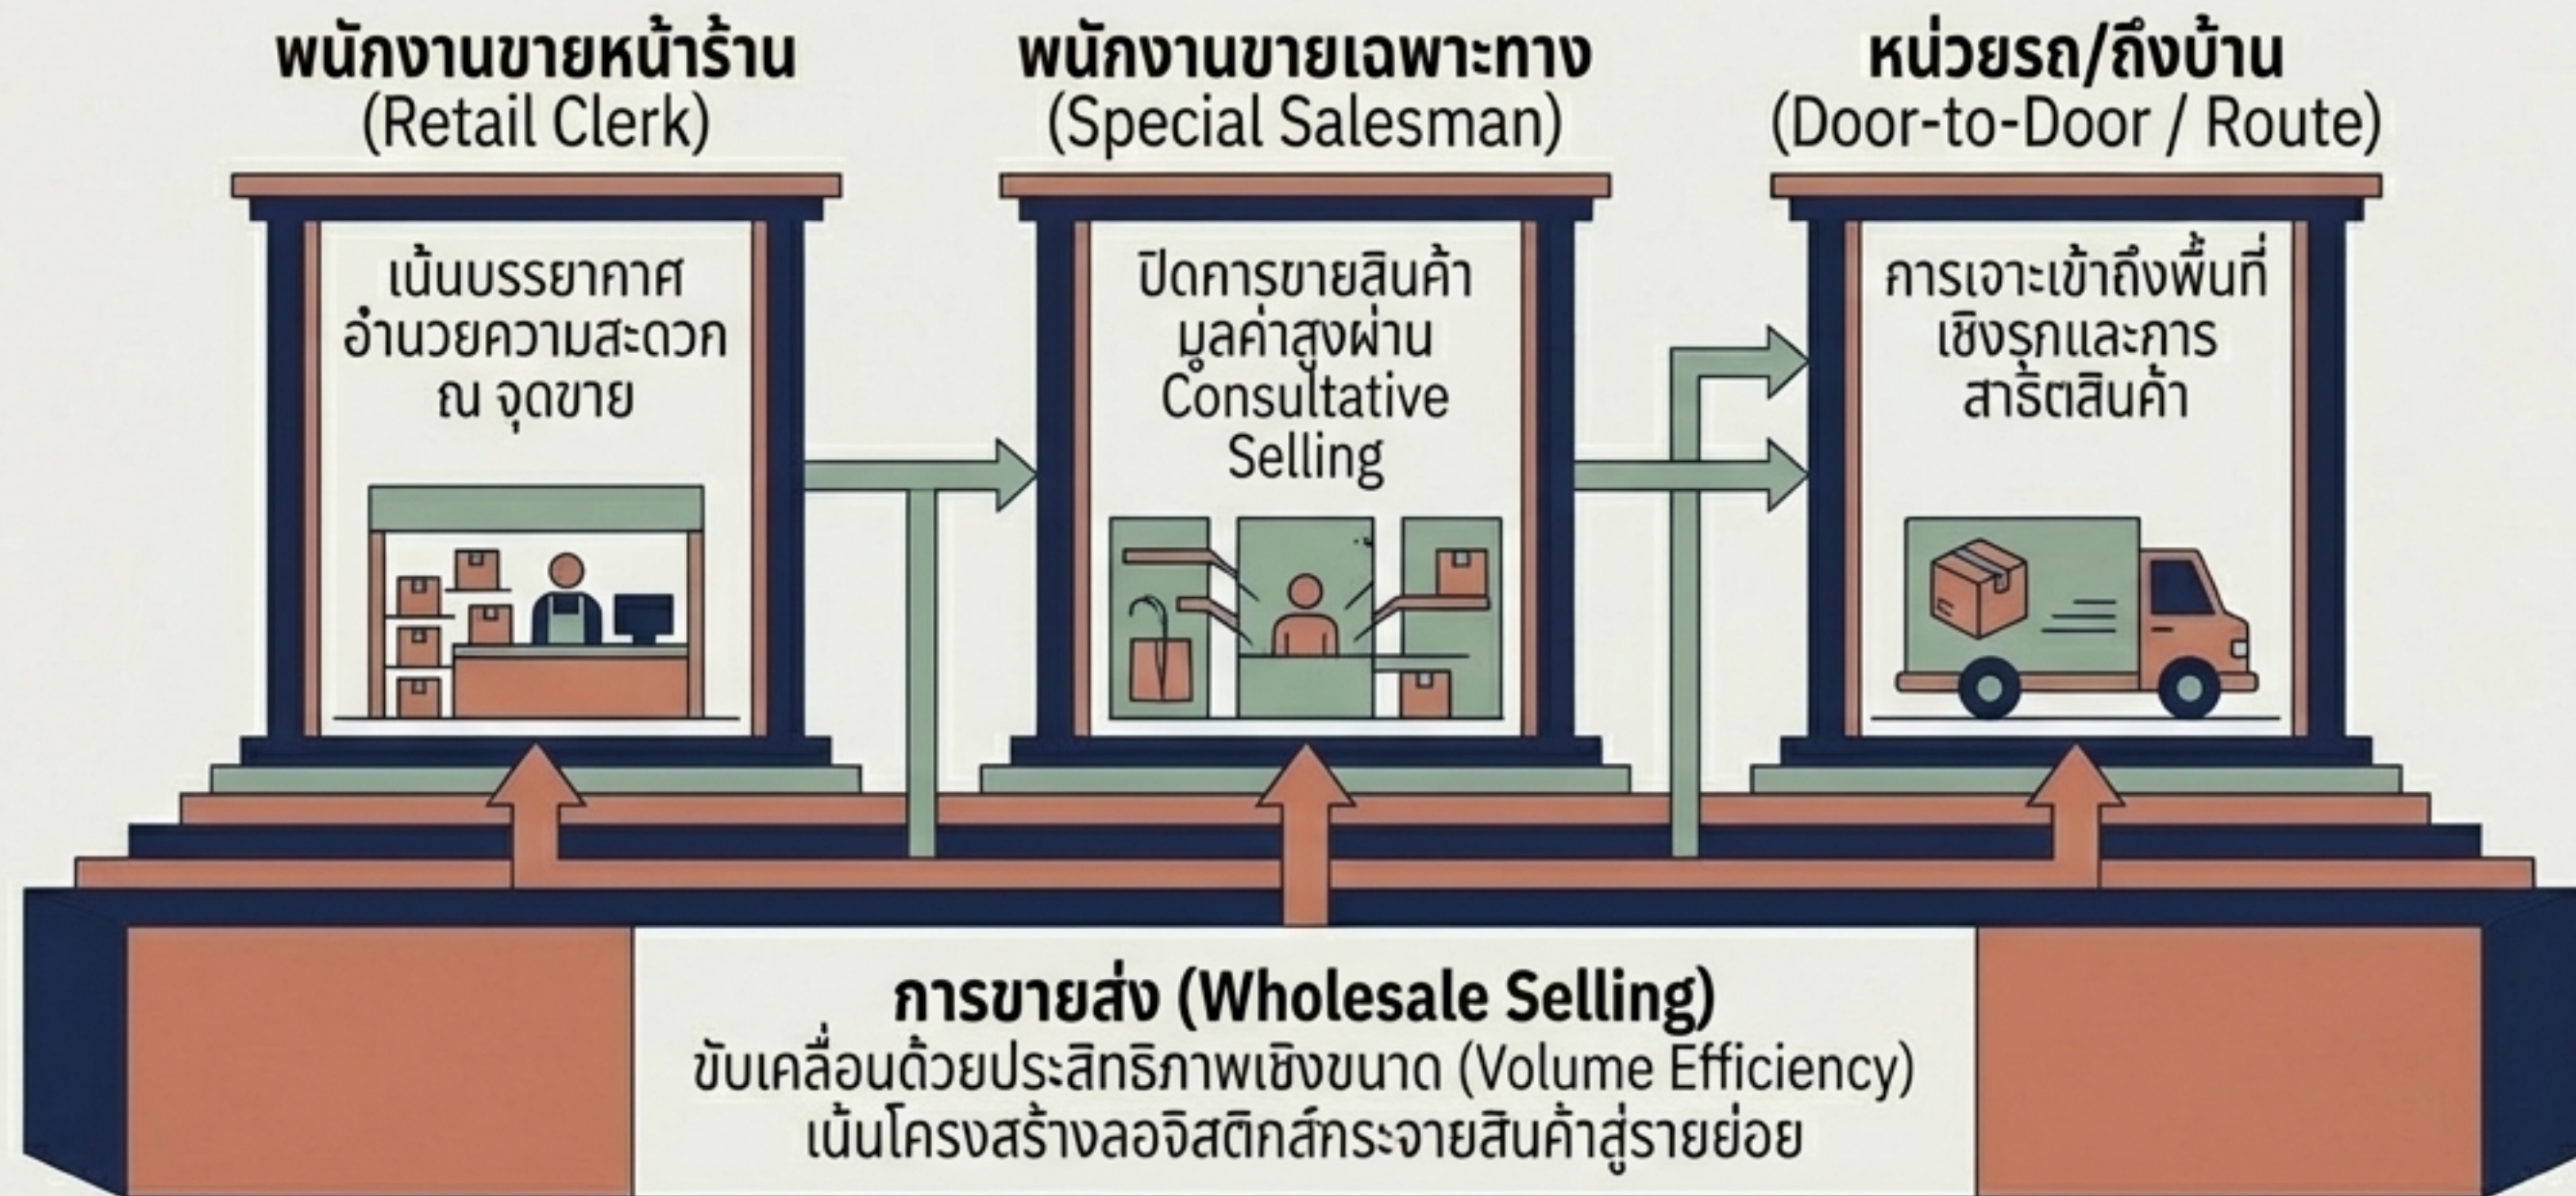 พนักงานขายหน้าร้าน
(Retail Clerk)
เน้นบรรยากาศ
อำนวยความสะดวก
ณ จุดขาย
พนักงานขายเฉพาะทาง
(Special Salesman)
ปิดการขายสินค้า
มูลค่าสูงผ่าน
Consultative
Selling
หน่วยรถ/ถึงบ้าน
(Door-to-Door / Route)
การเจาะเข้าถึงพื้นที่
เชิงรุกและการ
สาธิตสินค้า
การขายส่ง (Wholesale Selling)
ขับเคลื่อนด้วยประสิทธิภาพเชิงขนาด (Volume Efficiency)
เน้นโครงสร้างลอจิสติกส์กระจายสินค้าสู่รายย่อย